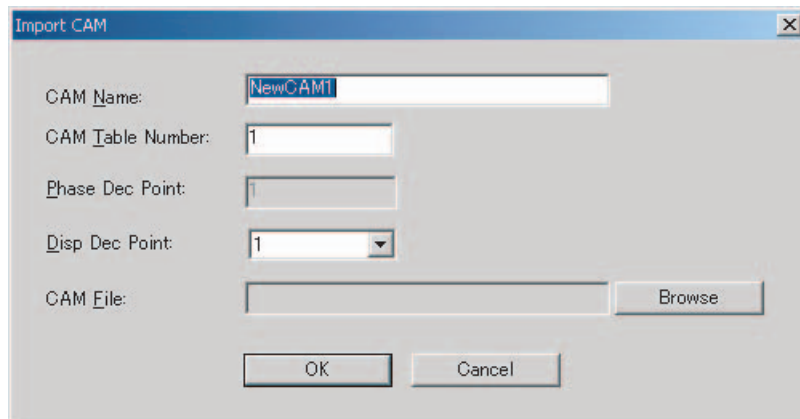 Import CAM
CAM Name: NewCAM1
CAM Table Number: 1
Phase Dec Point: 1
Disp Dec Point: 1
CAM File: Browse
OK Cancel